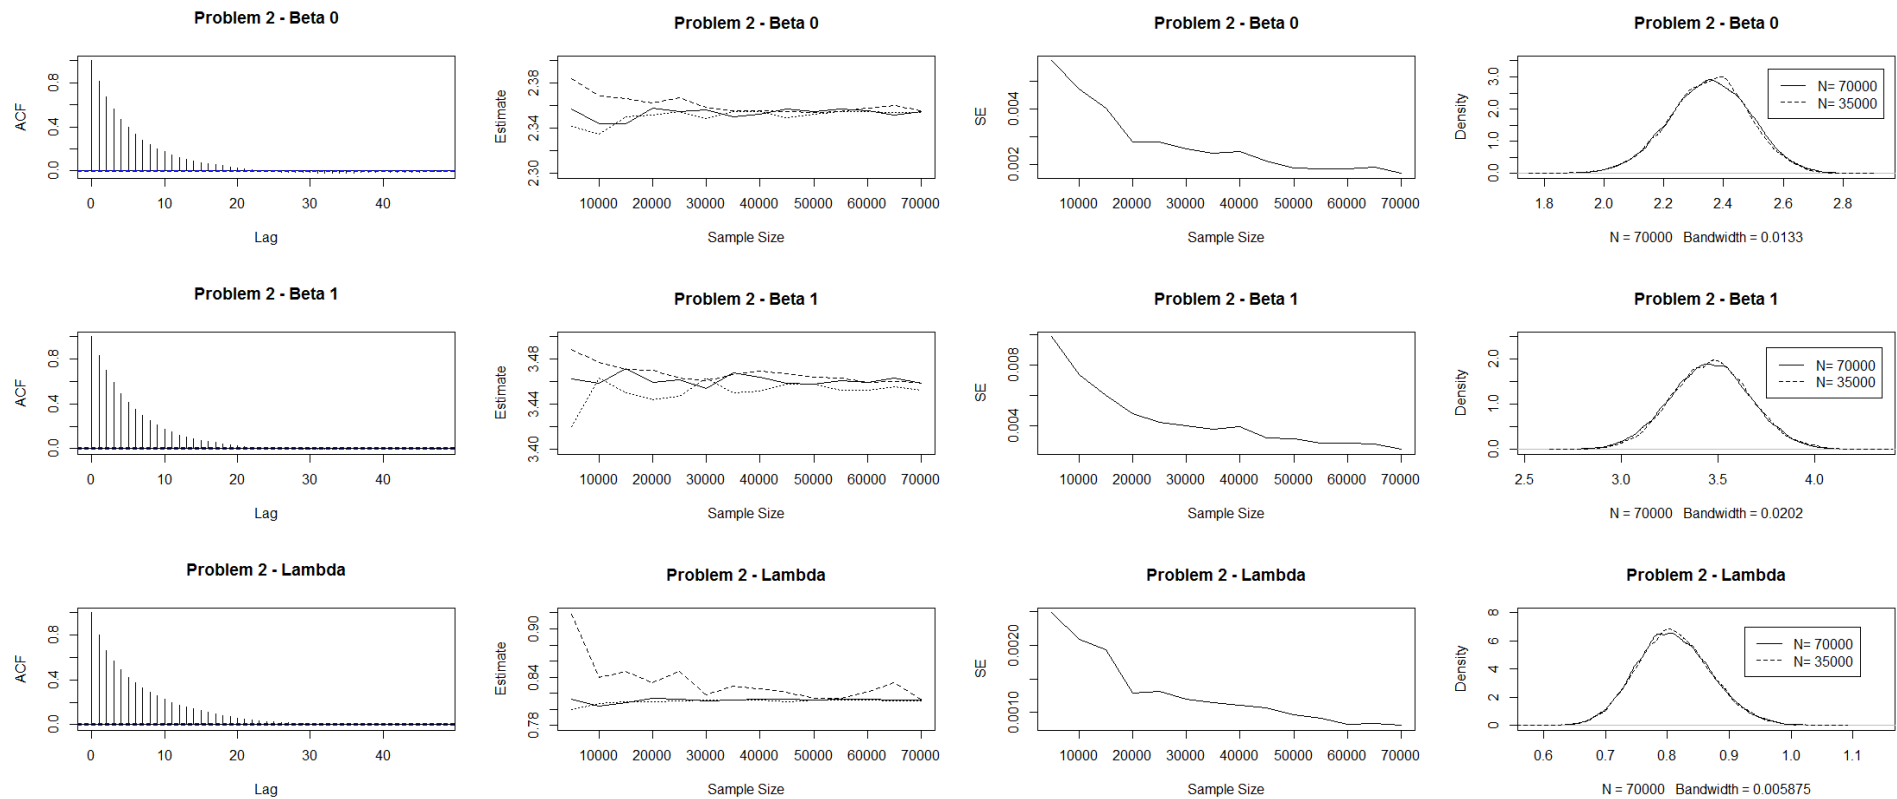 Problem 2 - Beta 0
ACF
0.0 0.4 0.8
0 10 20 30 40
Lag
Problem 2 - Beta 0
Estimate
2.30 2.34 2.38
10000 20000 30000 40000 50000 60000 70000
Sample Size
Problem 2 - Beta 0
SE
0.002 0.004
10000 20000 30000 40000 50000 60000 70000
Sample Size
Problem 2 - Beta 0
Density
0.0 1.0 2.0 3.0
N= 70000
N= 35000
1.8 2.0 2.2 2.4 2.6 2.8
N = 70000 Bandwidth = 0.0133
Problem 2 - Beta 1
ACF
0.0 0.4 0.8
0 10 20 30 40
Lag
Problem 2 - Beta 1
Estimate
3.40 3.44 3.48
10000 20000 30000 40000 50000 60000 70000
Sample Size
Problem 2 - Beta 1
SE
0.004 0.008
10000 20000 30000 40000 50000 60000 70000
Sample Size
Problem 2 - Beta 1
Density
0.0 1.0 2.0
N= 70000
N= 35000
2.5 3.0 3.5 4.0
N = 70000 Bandwidth = 0.0202
Problem 2 - Lambda
ACF
0.0 0.4 0.8
0 10 20 30 40
Lag
Problem 2 - Lambda
Estimate
0.78 0.84 0.90
10000 20000 30000 40000 50000 60000 70000
Sample Size
Problem 2 - Lambda
SE
0.0010 0.0020
10000 20000 30000 40000 50000 60000 70000
Sample Size
Problem 2 - Lambda
Density
0 2 4 6 8
N= 70000
N= 35000
0.6 0.7 0.8 0.9 1.0 1.1
N = 70000 Bandwidth = 0.005875